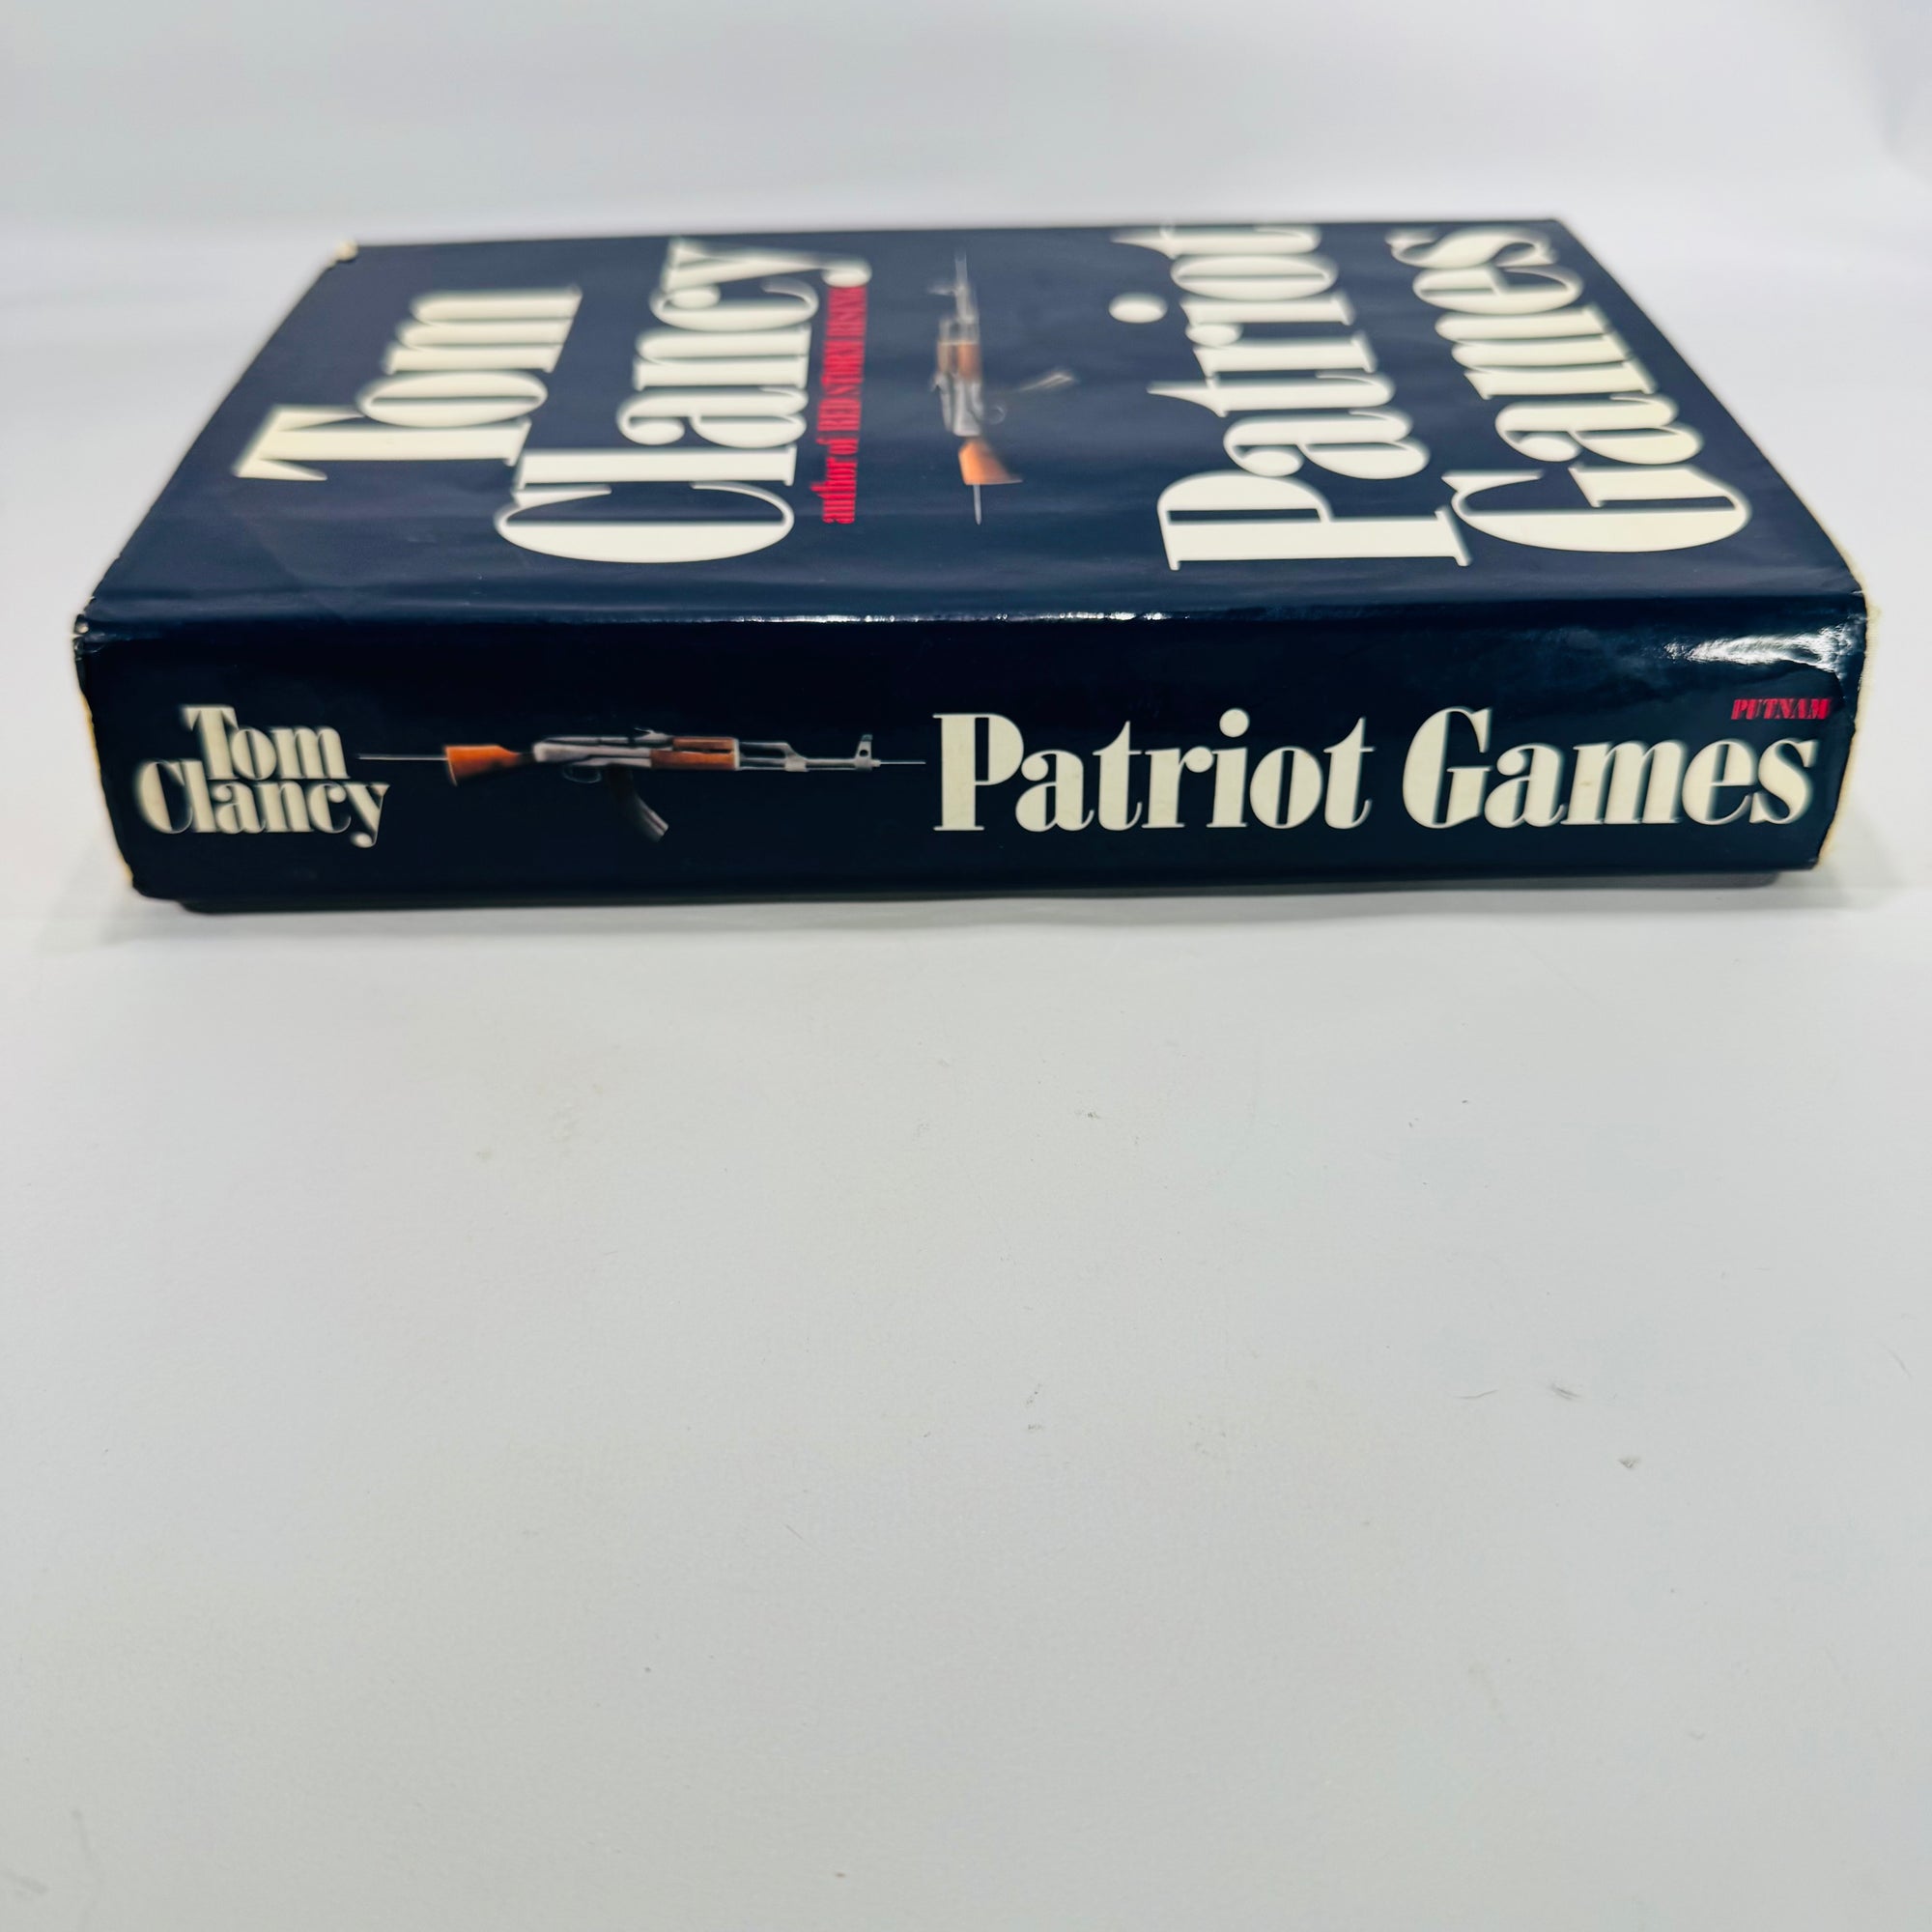 Tom
Clancy
author of RED STORM RISING
Patriot
Games
Tom
Clancy
Patriot Games
PUTNAM